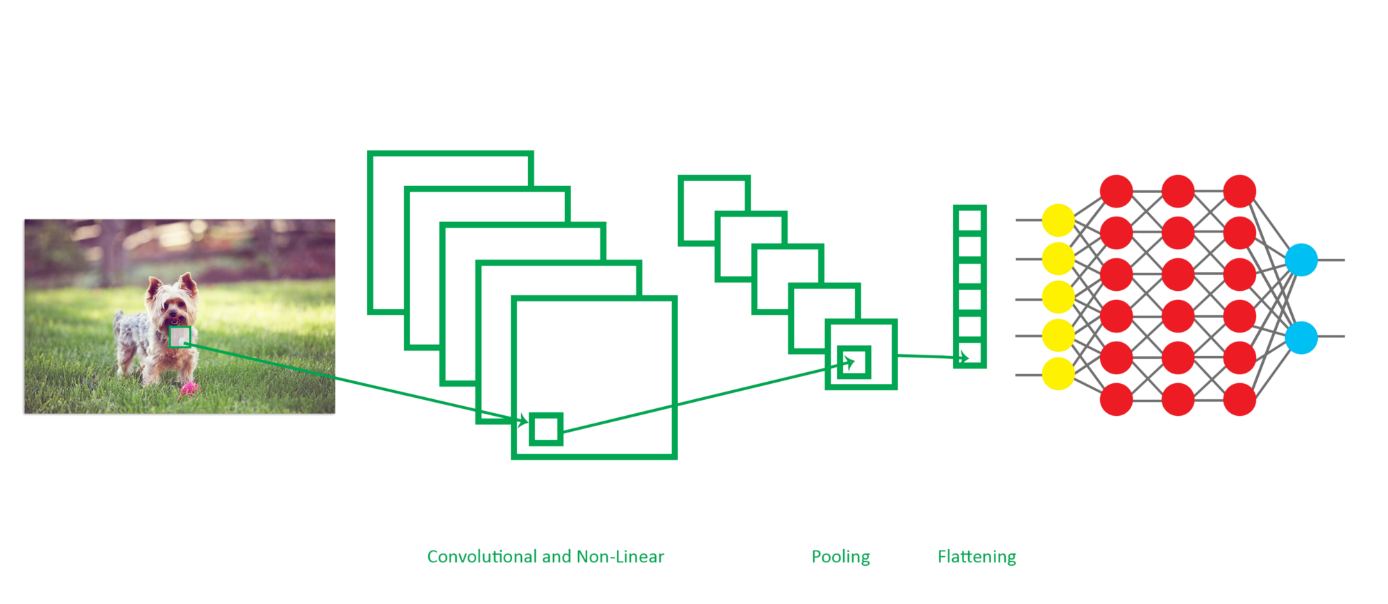 Convolutional and Non-Linear
Pooling
Flattening